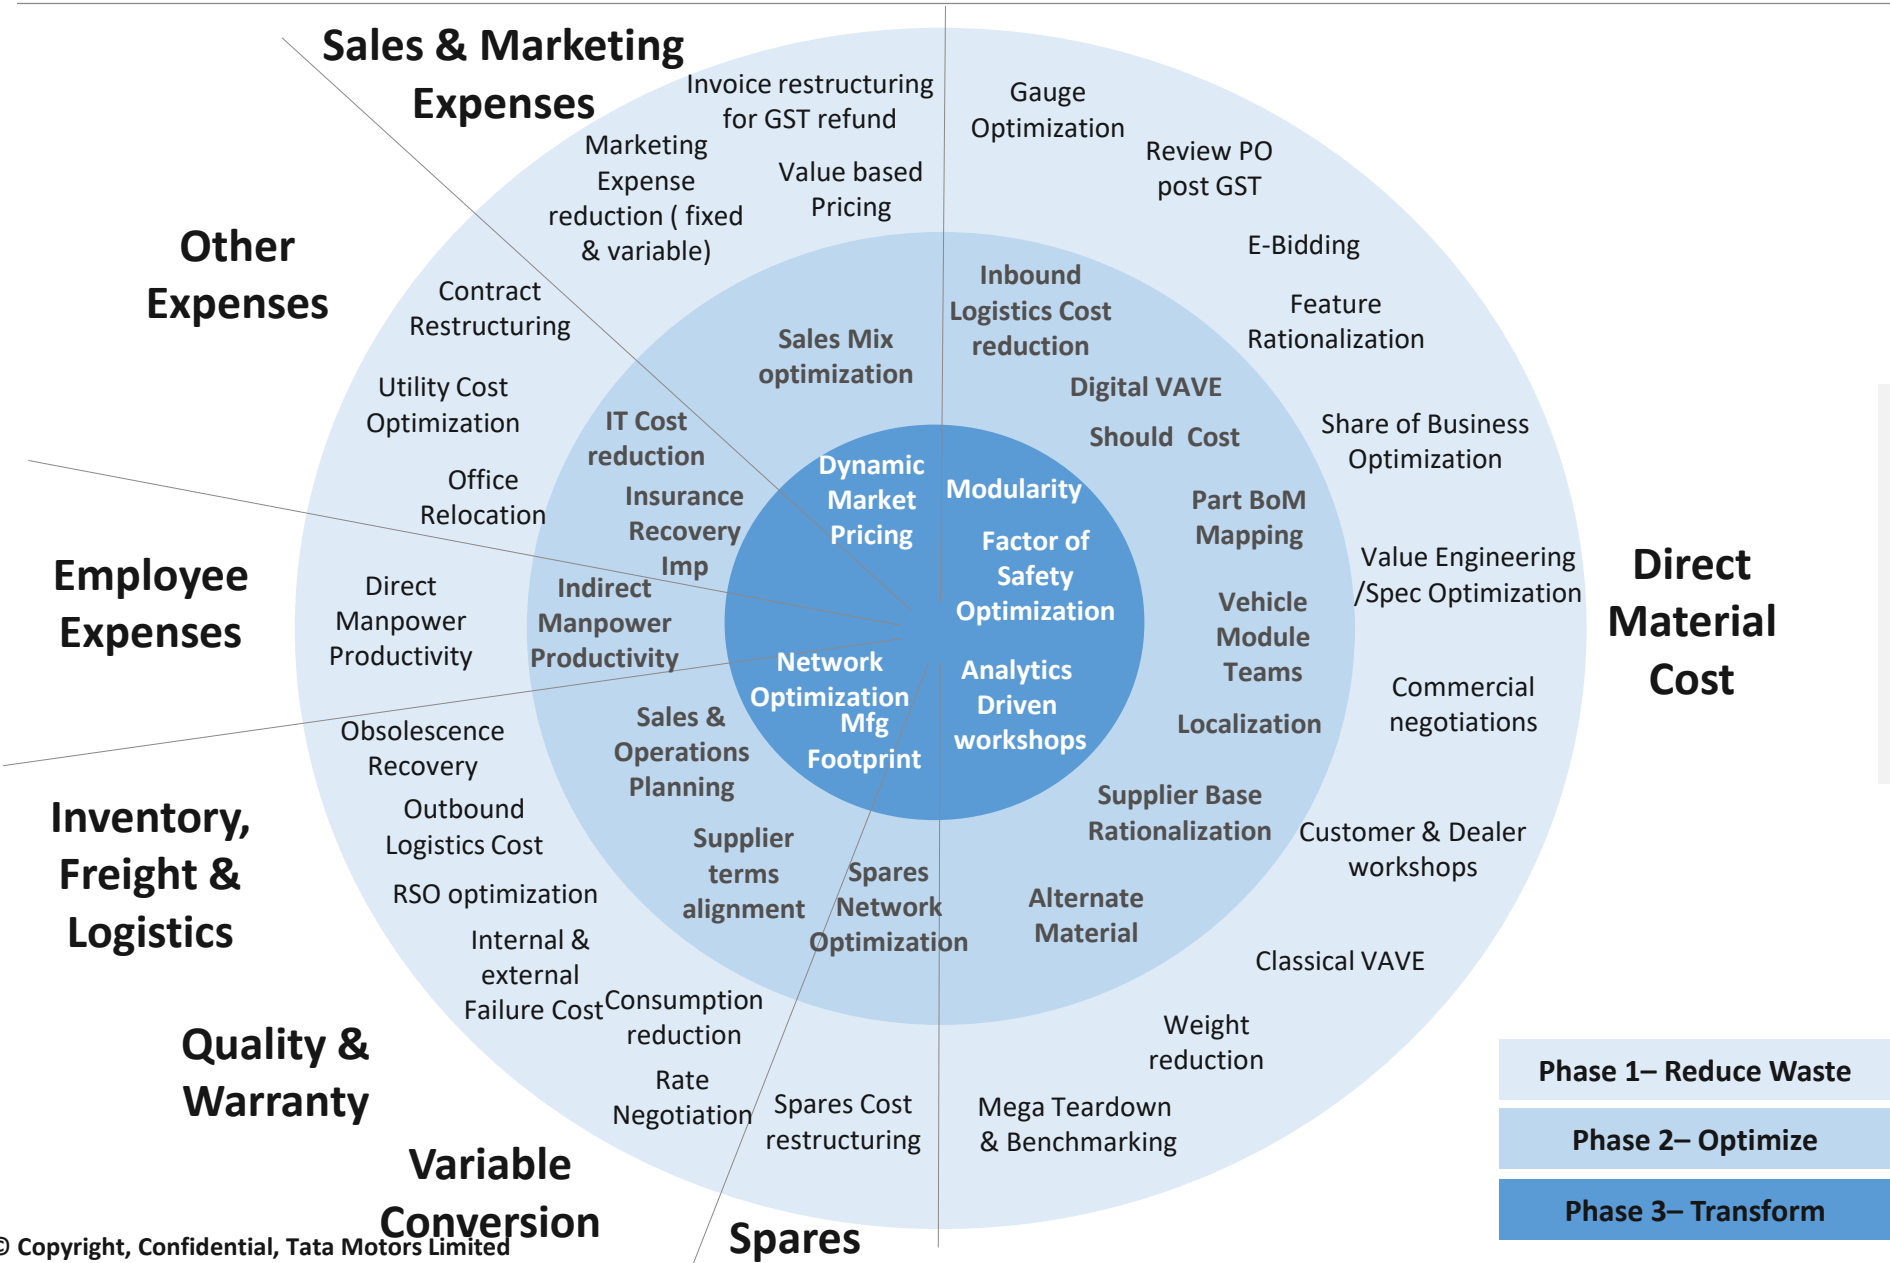 Sales & Marketing
Expenses
Invoice restructuring
for GST refund
Marketing
Expense
reduction ( fixed
& variable)
Value based
Pricing
Gauge
Optimization
Review PO
post GST
E-Bidding
Feature
Rationalization
Share of Business
Optimization
Value Engineering
/Spec Optimization
Commercial
negotiations
Customer & Dealer
workshops
Classical VAVE
Weight
reduction
Mega Teardown
& Benchmarking
Direct
Material
Cost
Inbound
Logistics Cost
reduction
Digital VAVE
Should Cost
Part BoM
Mapping
Vehicle
Module
Teams
Localization
Supplier Base
Rationalization
Alternate
Material
Modularity
Factor of
Safety
Optimization
Analytics
Driven
workshops
Sales Mix
optimization
Dynamic
Market
Pricing
Other
Expenses
Contract
Restructuring
Utility Cost
Optimization
Office
Relocation
IT Cost
reduction
Insurance
Recovery
Imp
Employee
Expenses
Direct
Manpower
Productivity
Indirect
Manpower
Productivity
Inventory,
Freight &
Logistics
Obsolescence
Recovery
Outbound
Logistics Cost
RSO optimization
Sales &
Operations
Planning
Supplier
terms
alignment
Network
Optimization
Mfg
Footprint
Quality &
Warranty
Internal &
external
Failure Cost
Variable
Conversion
Consumption
reduction
Rate
Negotiation
Spares
Spares Cost
restructuring
Spares
Network
Optimization
Phase 1– Reduce Waste
Phase 2– Optimize
Phase 3– Transform
© Copyright, Confidential, Tata Motors Limited